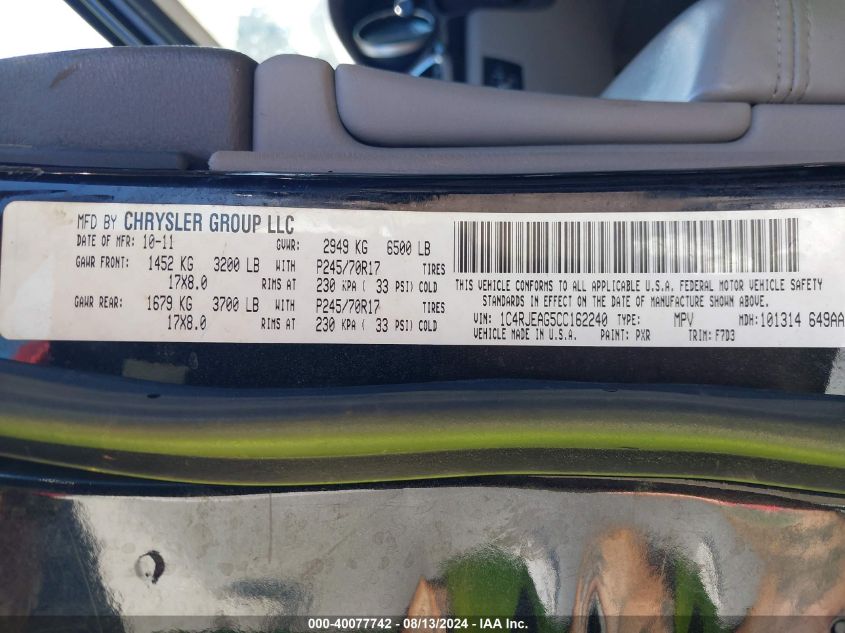 MFD BY CHRYSLER GROUP LLC
DATE OF MFR: 10-11 GVWR: 2949 KG 6500 LB
GAWR FRONT: 1452 KG 3200 LB WITH P245/70R17 TIRES
17X8.0 RIMS AT 230 KPA ( 33 PSI) COLD
GAWR REAR: 1679 KG 3700 LB WITH P245/70R17 TIRES
17X8.0 RIMS AT 230 KPA ( 33 PSI) COLD
THIS VEHICLE CONFORMS TO ALL APPLICABLE U.S.A. FEDERAL MOTOR VEHICLE SAFETY
STANDARDS IN EFFECT ON THE DATE OF MANUFACTURE SHOWN ABOVE.
VIN: 1C4RJEAG5CC162240 TYPE: MPV MDH: 101314 649AA
VEHICLE MADE IN U.S.A. PAINT: PXR TRIM: F7D3
000-40077742 - 08/13/2024 - IAA Inc.